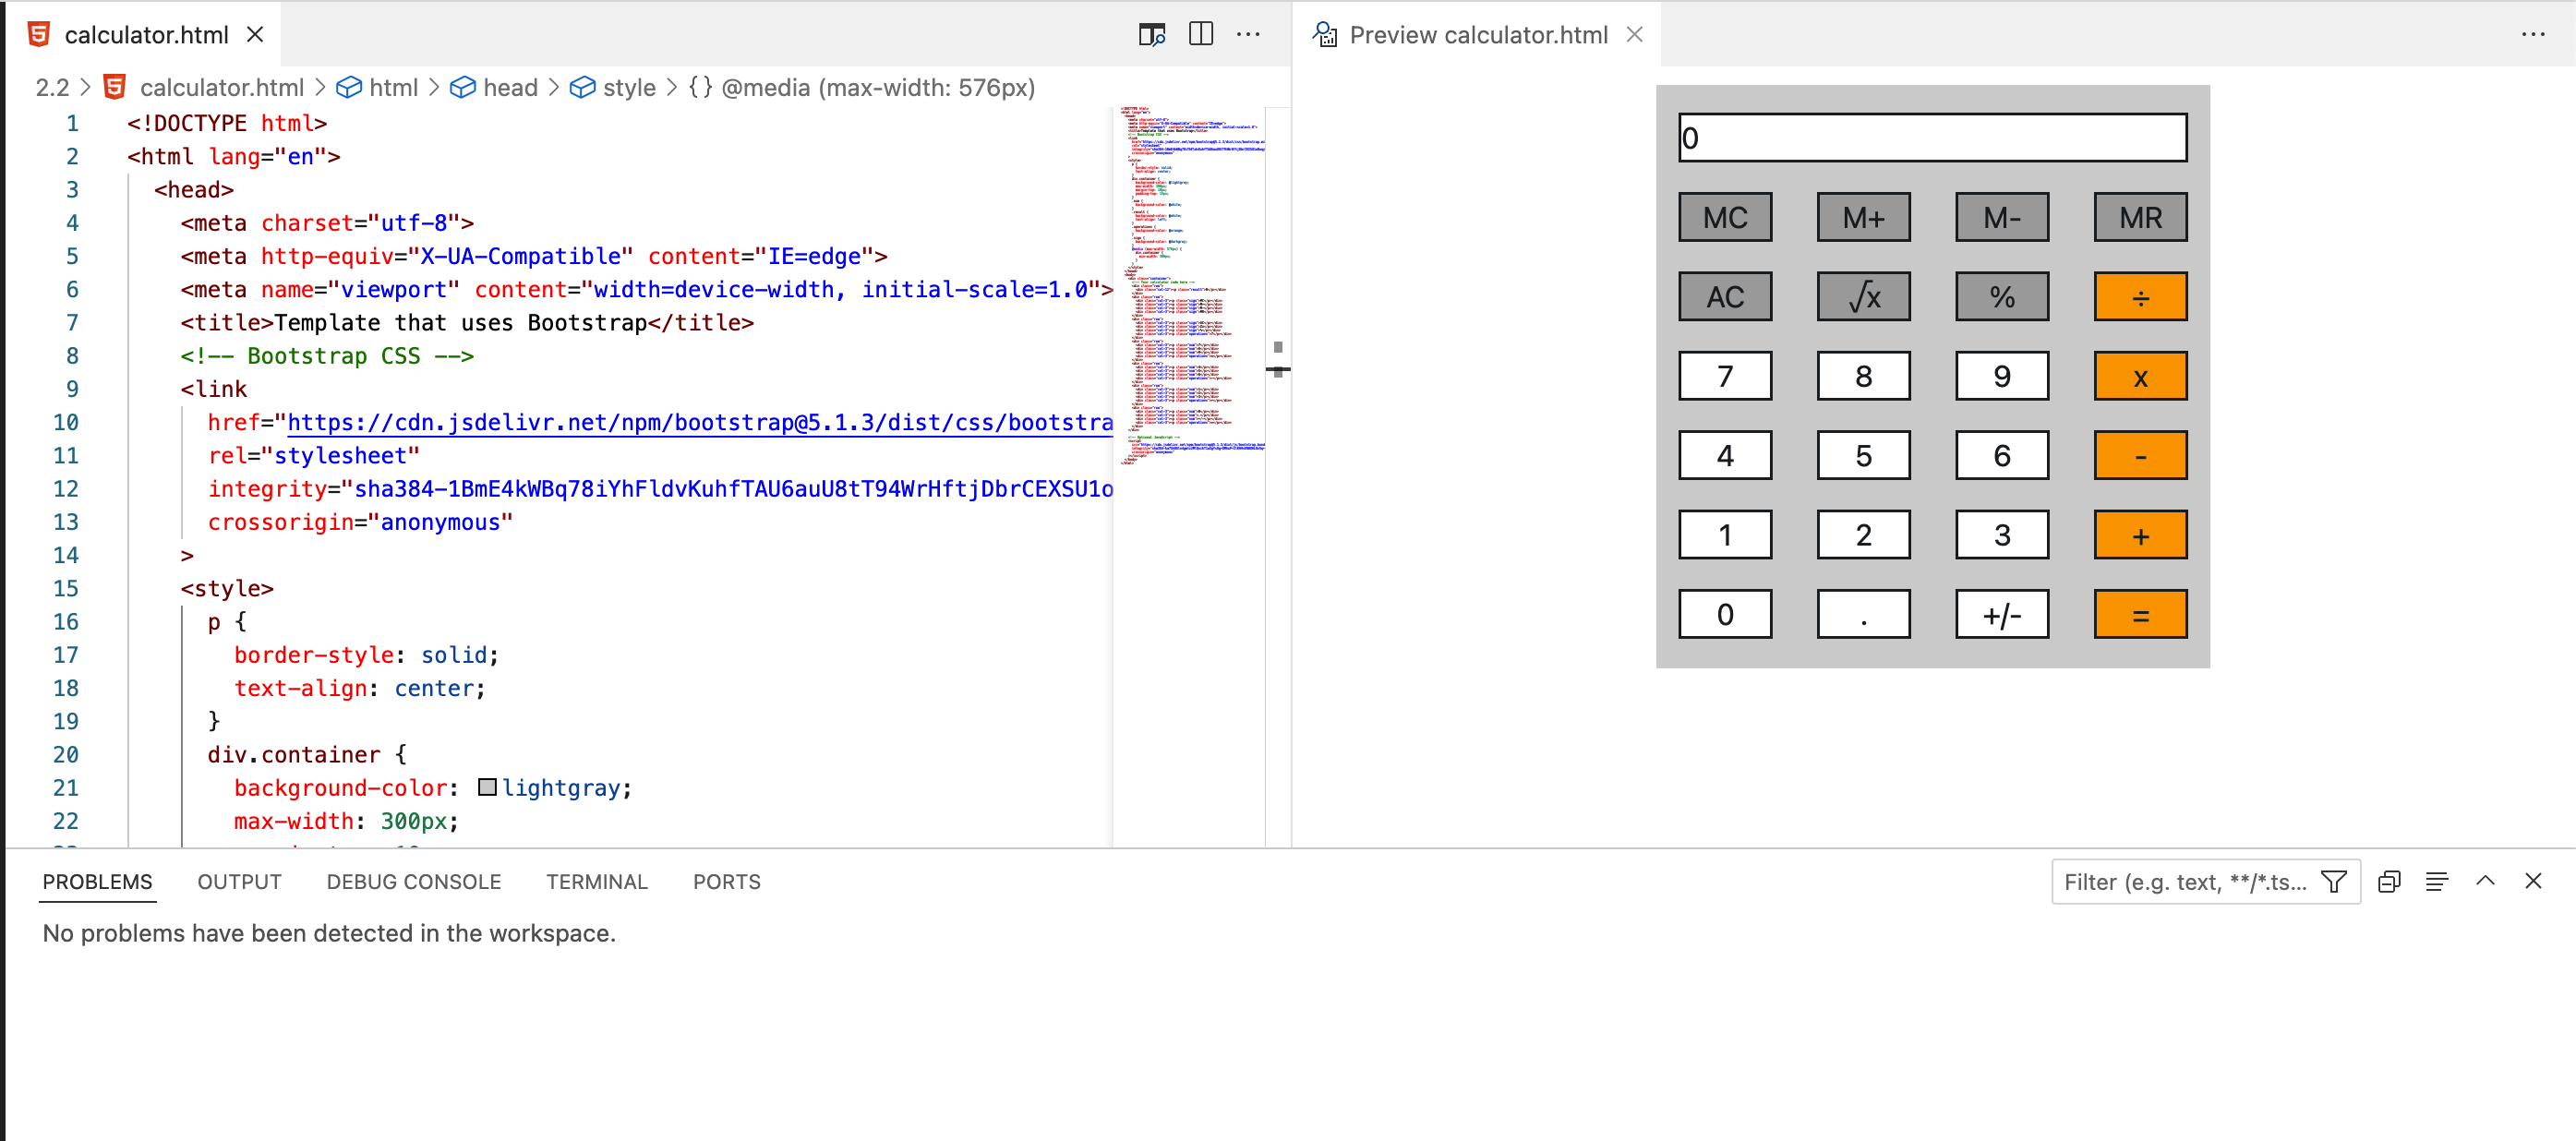 calculator.html
Preview calculator.html
2.2 > calculator.html > html > head > style > {} @media (max-width: 576px)
1 <!DOCTYPE html>
2 <html lang="en">
3 <head>
4 <meta charset="utf-8">
5 <meta http-equiv="X-UA-Compatible" content="IE=edge">
6 <meta name="viewport" content="width=device-width, initial-scale=1.0">
7 <title>Template that uses Bootstrap</title>
8 <!-- Bootstrap CSS -->
9 <link
10 href="https://cdn.jsdelivr.net/npm/bootstrap@5.1.3/dist/css/bootstra
11 rel="stylesheet"
12 integrity="sha384-1BmE4kWBq78iYhFldvKuhfTAU6auU8tT94WrHftjDbrCEXSU1o
13 crossorigin="anonymous"
14 >
15 <style>
16 p {
17 border-style: solid;
18 text-align: center;
19 }
20 div.container {
21 background-color: lightgray;
22 max-width: 300px;
0
MC M+ M- MR
AC √x % ÷
7 8 9 x
4 5 6 -
1 2 3 +
0 . +/- =
PROBLEMS OUTPUT DEBUG CONSOLE TERMINAL PORTS
Filter (e.g. text, **/*.ts...
No problems have been detected in the workspace.